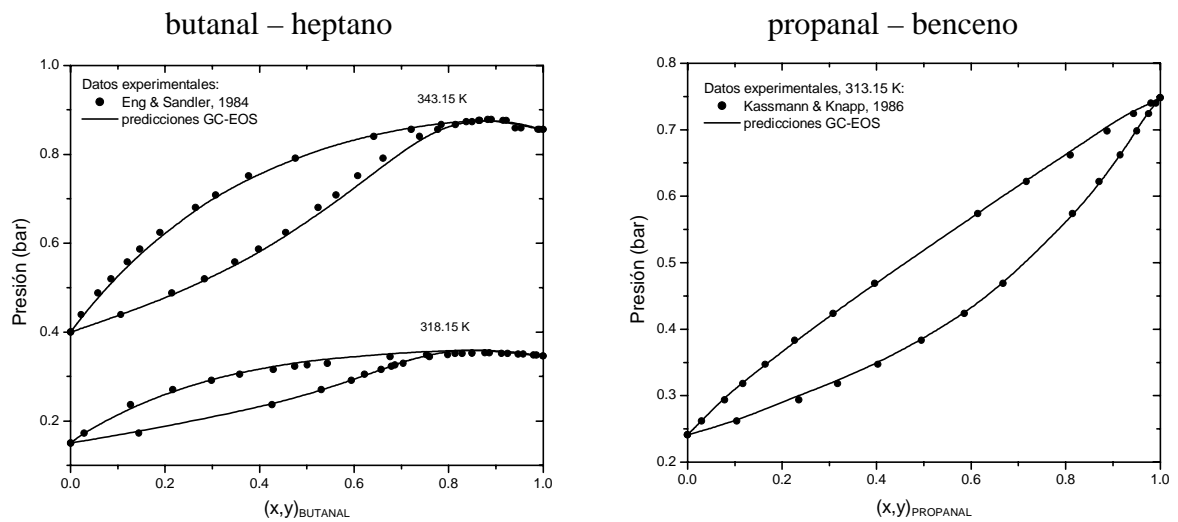 butanal – heptano
1.0
0.8
0.6
0.4
0.2
Presión (bar)
Datos experimentales:
Eng & Sandler, 1984
predicciones GC-EOS
343.15 K
318.15 K
0.0 0.2 0.4 0.6 0.8 1.0
(x,y)BUTANAL
propanal – benceno
0.8
0.7
0.6
0.5
0.4
0.3
0.2
Presión (bar)
Datos experimentales, 313.15 K:
Kassmann & Knapp, 1986
predicciones GC-EOS
0.0 0.2 0.4 0.6 0.8 1.0
(x,y)PROPANAL